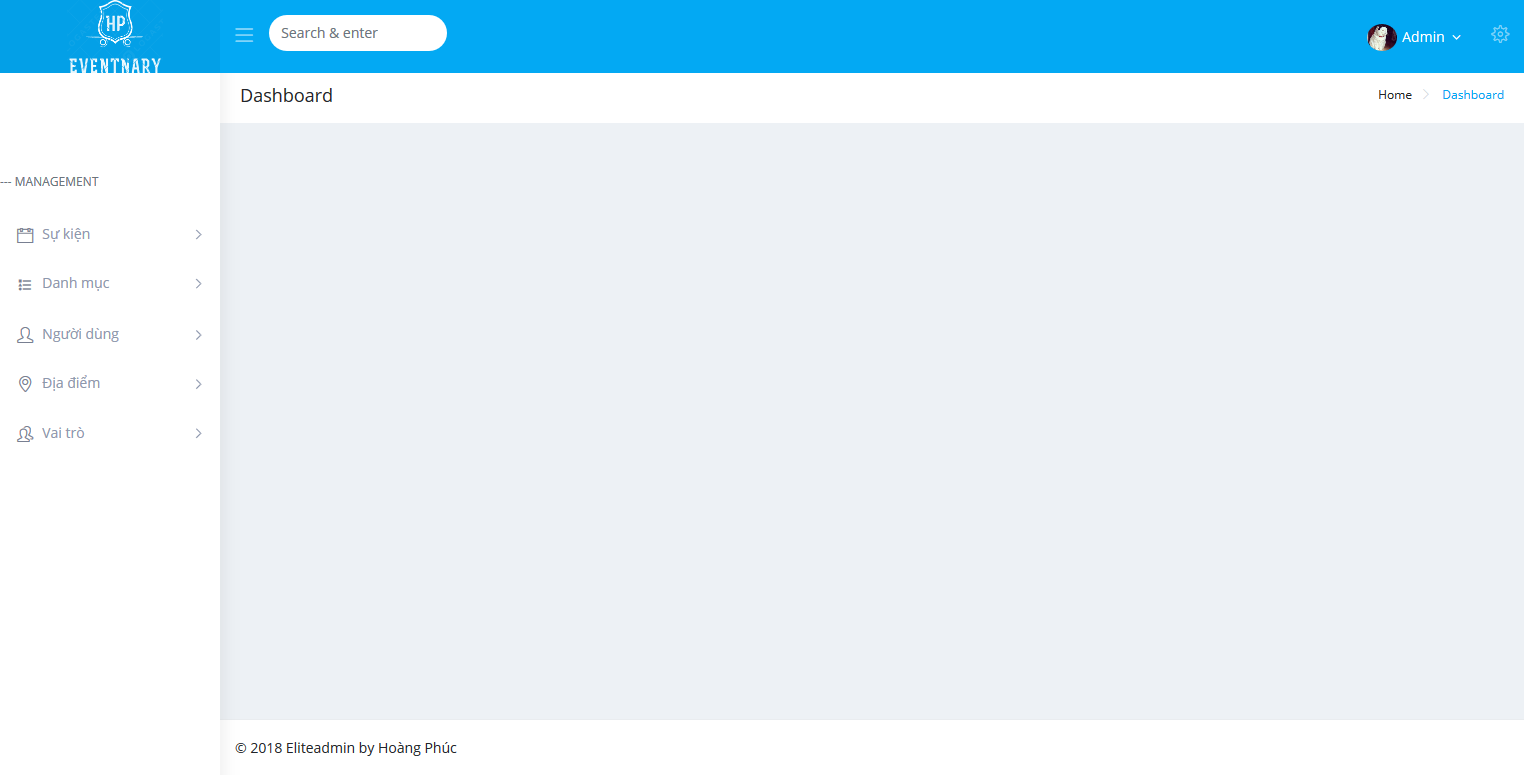 HP
EVENTNARY
Search & enter
Admin
Dashboard
Home
Dashboard
--- MANAGEMENT
Sự kiện
Danh mục
Người dùng
Địa điểm
Vai trò
© 2018 Eliteadmin by Hoàng Phúc